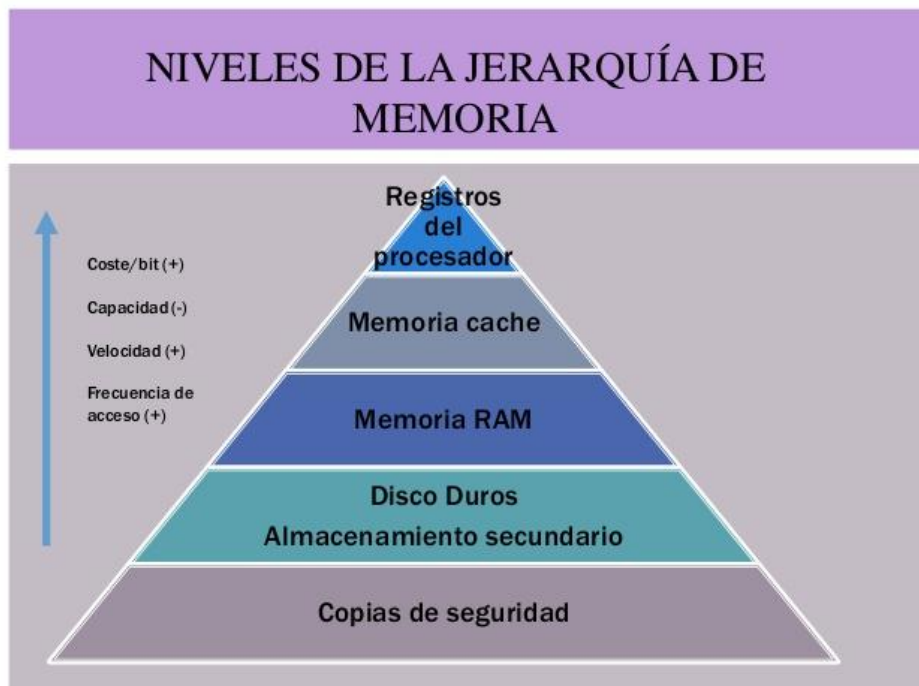 NIVELES DE LA JERARQUÍA DE
MEMORIA
Registros
del
procesador
Coste/bit (+)
Capacidad (-)
Velocidad (+)
Frecuencia de
acceso (+)
Memoria cache
Memoria RAM
Disco Duros
Almacenamiento secundario
Copias de seguridad